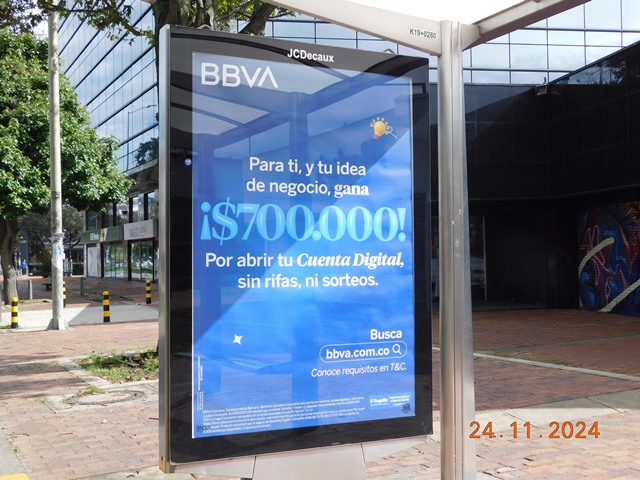 K19+0280
JCDecaux
BBVA
Para ti, y tu idea
de negocio, gana
¡$700.000!
Por abrir tu Cuenta Digital,
sin rifas, ni sorteos.
Busca
bbva.com.co
Conoce requisitos en T&C.
24.11.2024